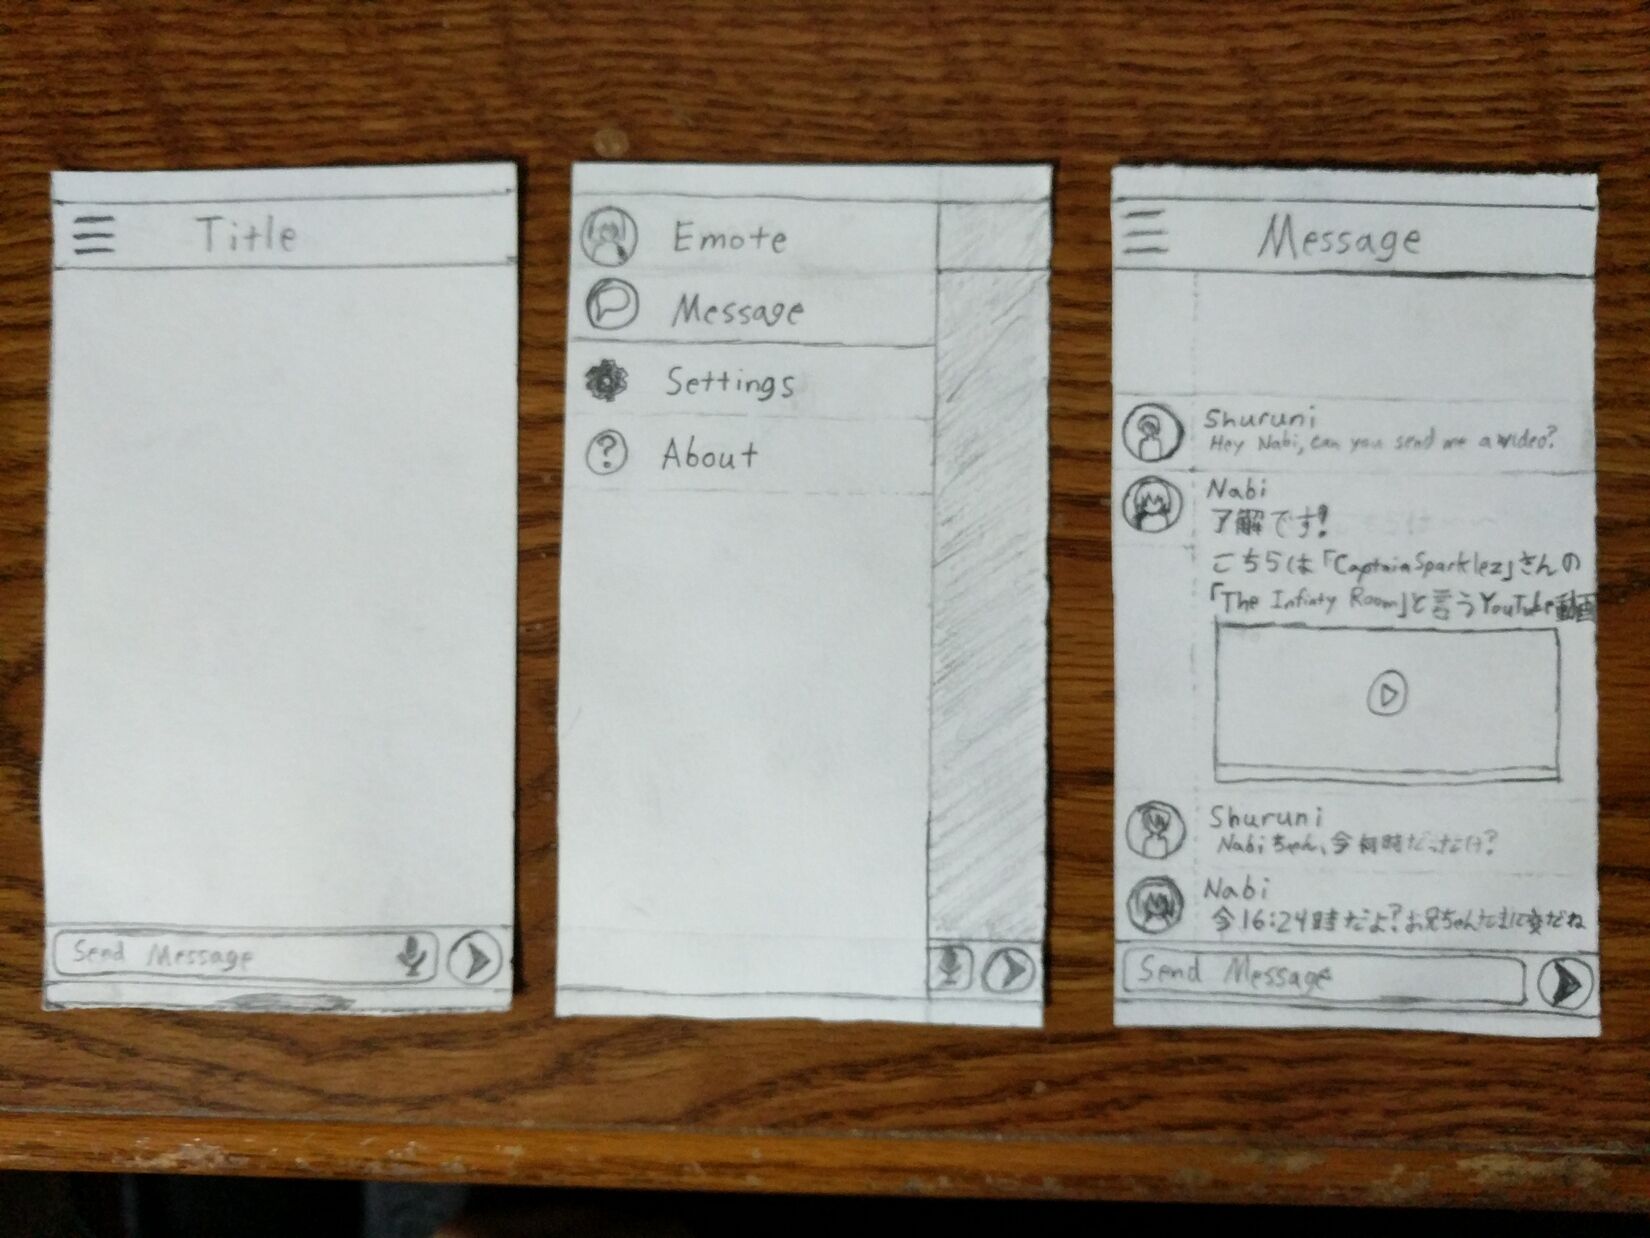 Title
Send Message
Emote
Message
Settings
? About
Message
Shuruni
Hey Nabi, can you send me a video?
Nabi
了解です!
こちらは「CaptainSparklez」さんの
「The Infinty Room」と言うYouTube動画
Shuruni
Nabiちゃん、今何時だったけ?
Nabi
今16:24時だよ?お兄ちゃんたまに変だね
Send Message